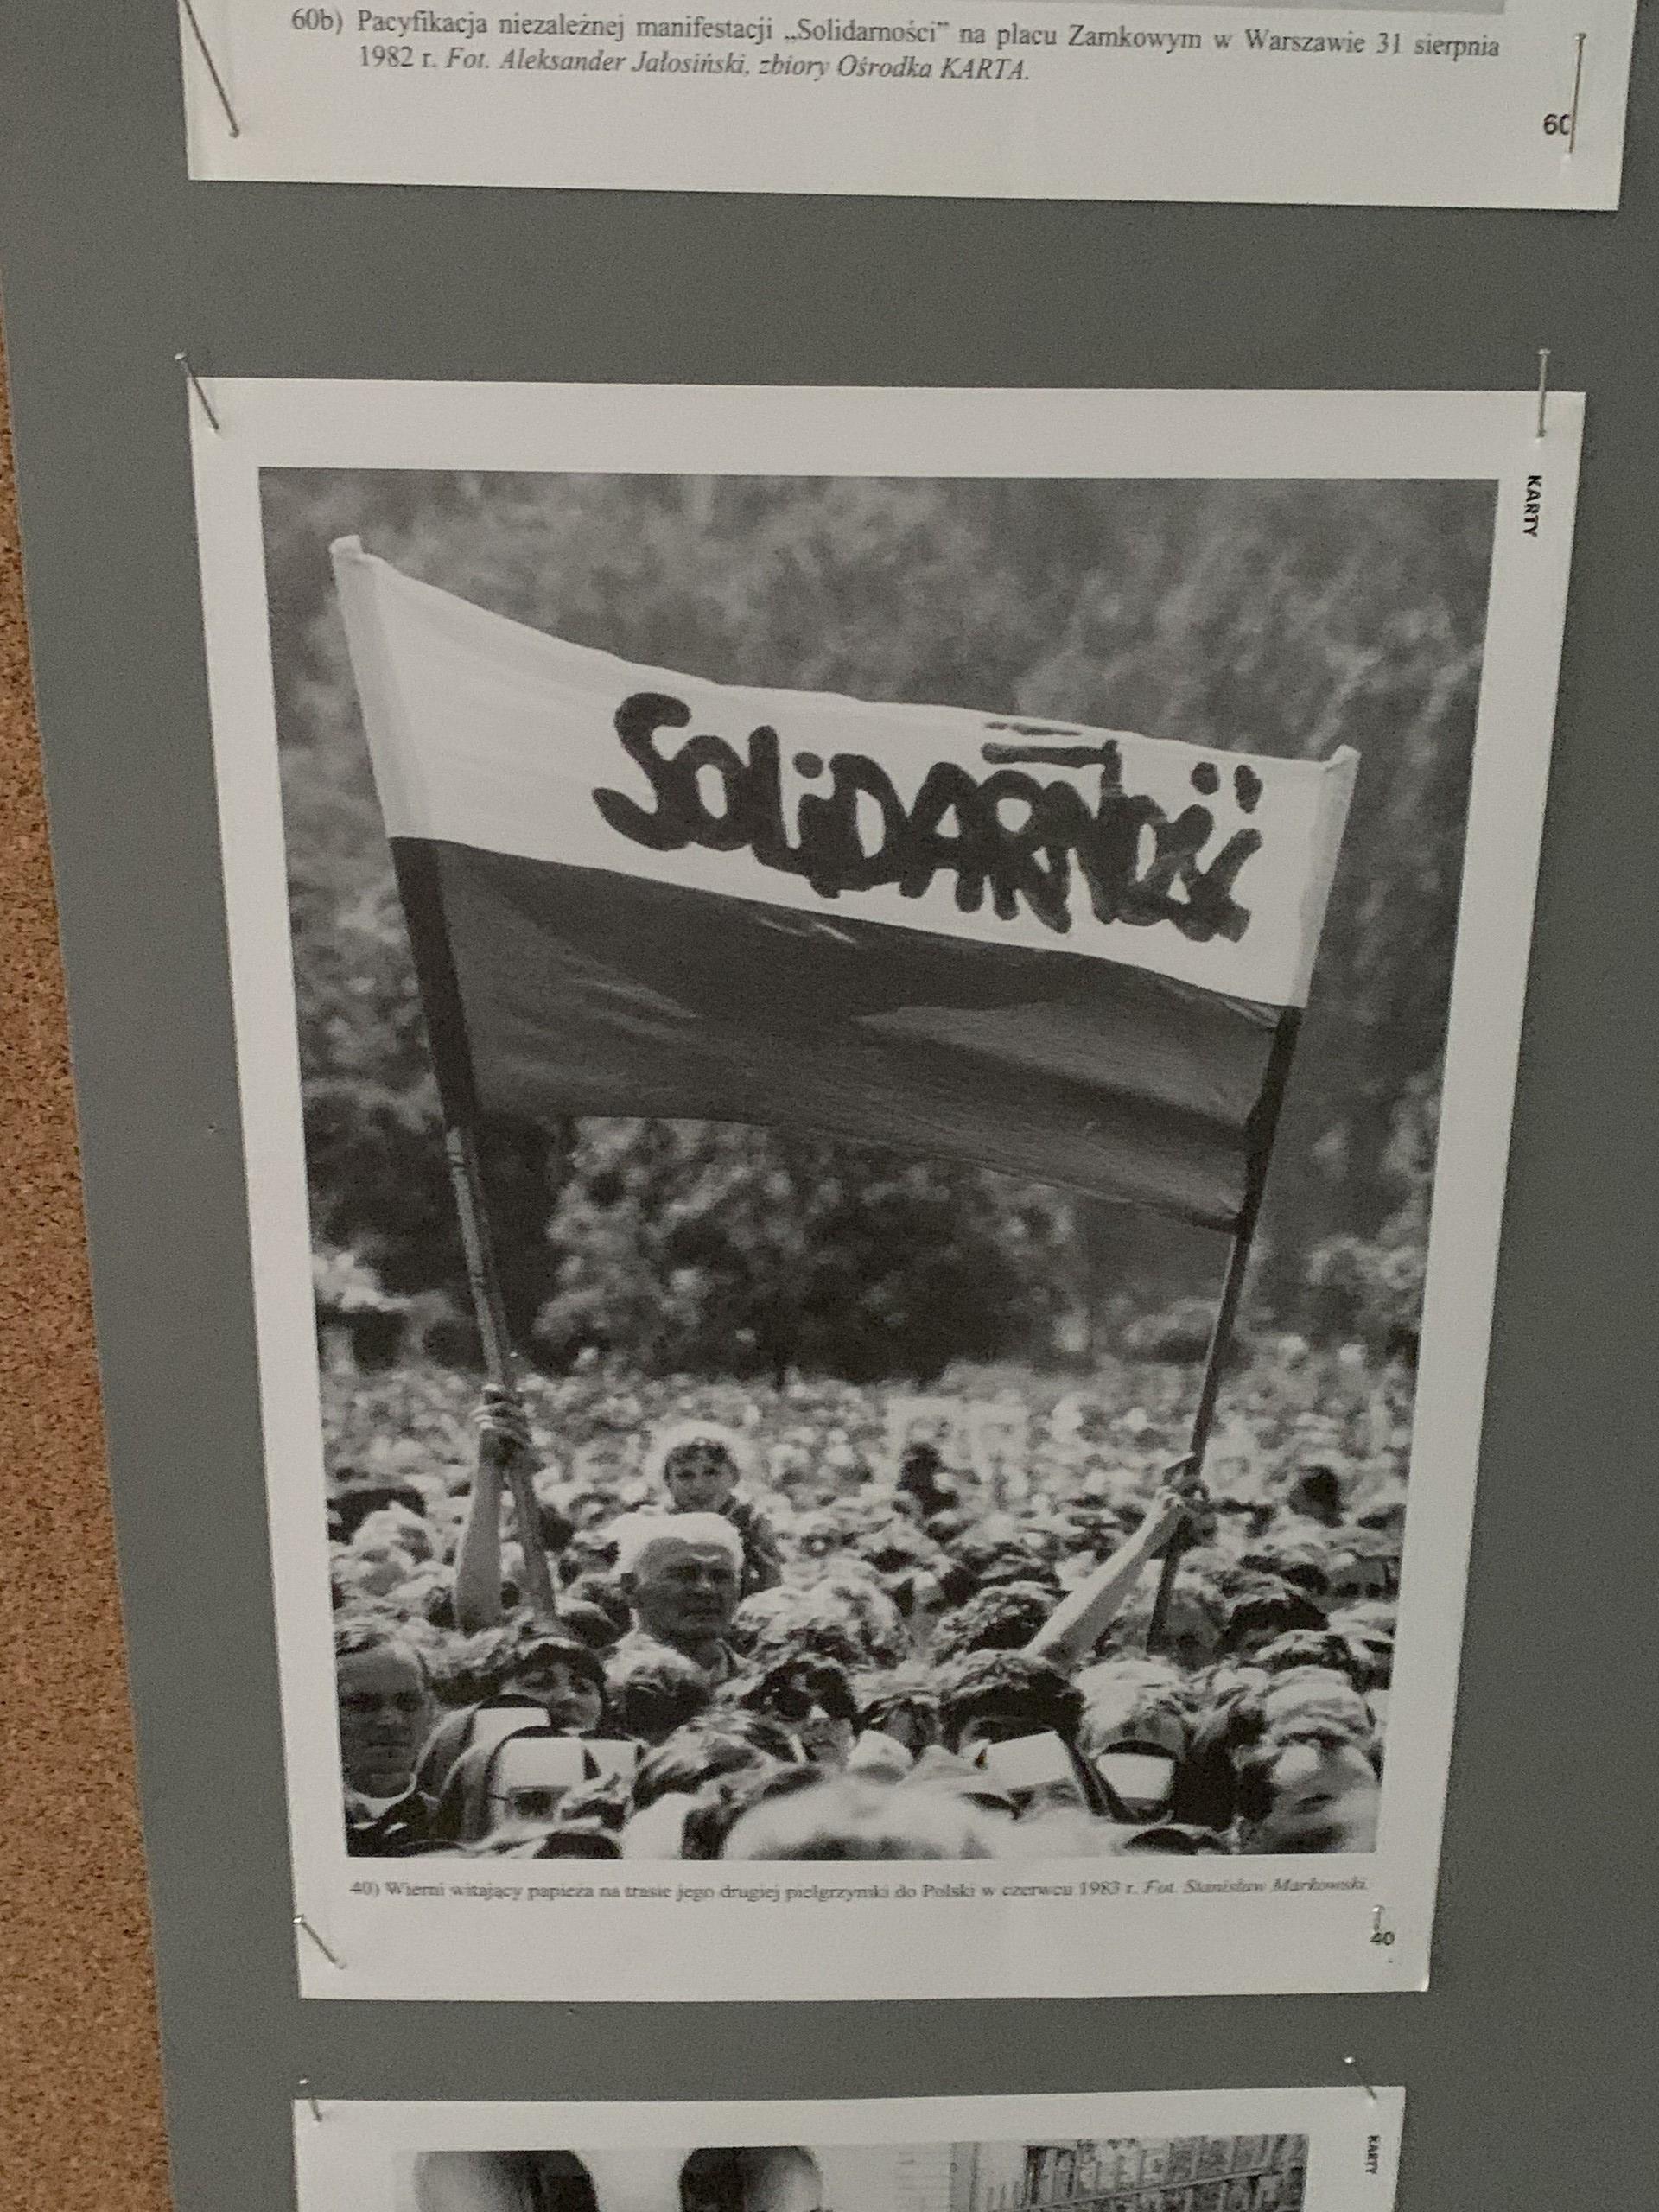 60b) Pacyfikacja niezależnej manifestacji „Solidarności" na placu Zamkowym w Warszawie 31 sierpnia
1982 r. Fot. Aleksander Jałosiński, zbiory Ośrodka KARTA.
60
KARTY
SOLiDARNOŚĆ
40) Wierni witający papieża na trasie jego drugiej pielgrzymki do Polski w czerwcu 1983 r. Fot. Stanisław Markowski.
40
KARTY